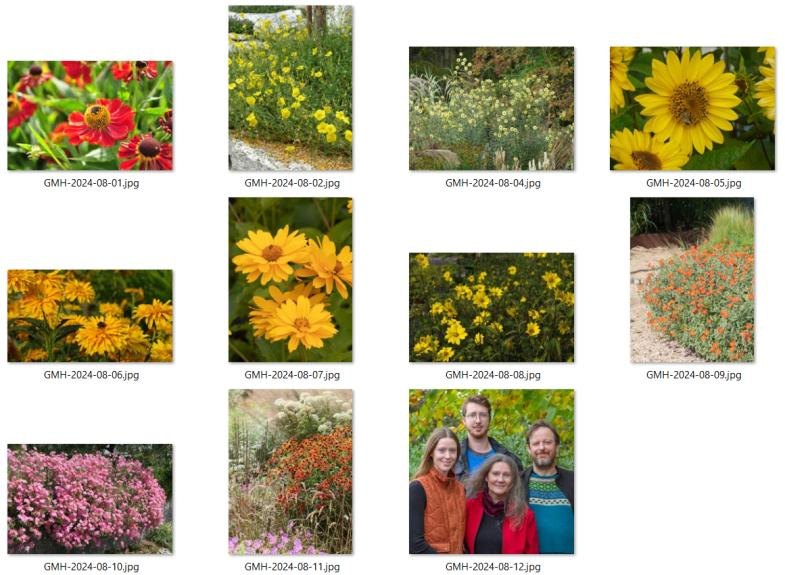 GMH-2024-08-01.jpg
GMH-2024-08-02.jpg
GMH-2024-08-04.jpg
GMH-2024-08-05.jpg
GMH-2024-08-06.jpg
GMH-2024-08-07.jpg
GMH-2024-08-08.jpg
GMH-2024-08-09.jpg
GMH-2024-08-10.jpg
GMH-2024-08-11.jpg
GMH-2024-08-12.jpg